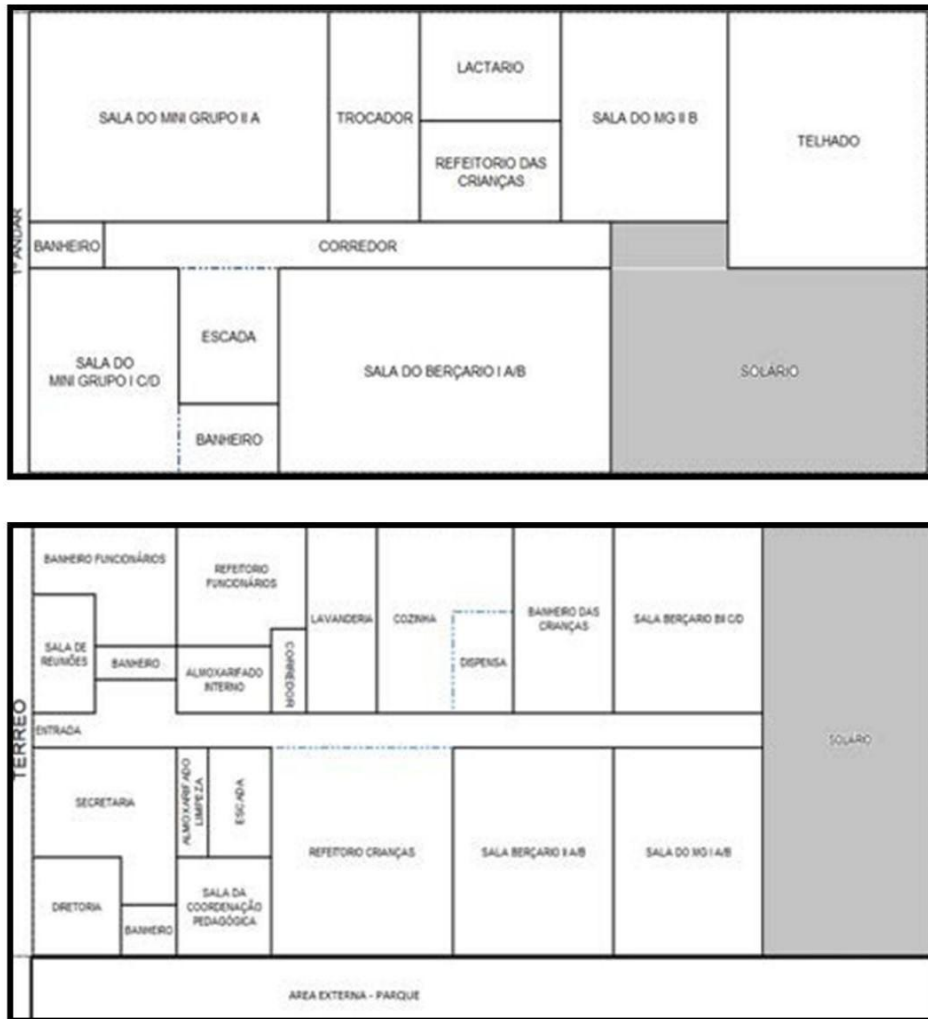 LACTARIO
SALA DO MINI GRUPO II A
TROCADOR
SALA DO MG II B
TELHADO
REFEITORIO DAS
CRIANÇAS
1º ANDAR
BANHEIRO
CORREDOR
ESCADA
SALA DO
MINI GRUPO I C/D
SALA DO BERÇARIO I A/B
SOLÁRIO
BANHEIRO
BANHEIRO FUNCIONÁRIOS
REFEITORIO
FUNCIONÁRIOS
LAVANDERIA
COZINHA
BANHEIRO DAS
CRIANÇAS
SALA BERÇARIO BII C/D
SALA DE
REUNIÕES
BANHEIRO
ALMOXARIFADO
INTERNO
CORREDOR
DISPENSA
TERREO
ENTRADA
SOLÁRIO
SECRETARIA
ALMOXARIFADO
LIMPEZA
ESCADA
REFEITORIO CRIANÇAS
SALA BERÇARIO II A/B
SALA DO MG I A/B
DIRETORIA
SALA DA
COORDENAÇÃO
PEDAGÓGICA
BANHEIRO
AREA EXTERNA - PARQUE